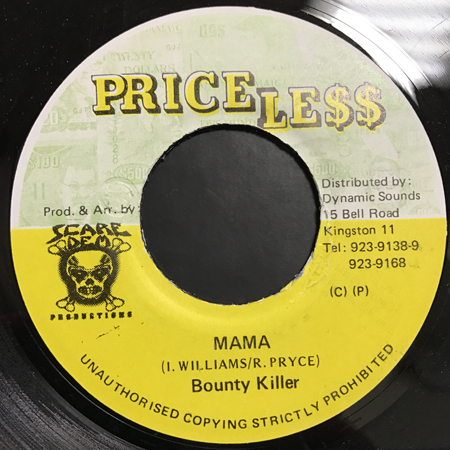 PRICELE$$
Prod. & Arr. by:
SCARE
DEM
PRODUCTIONS
Distributed by:
Dynamic Sounds
15 Bell Road
Kingston 11
Tel: 923-9138-9
923-9168
(C) (P)
MAMA
(I. WILLIAMS/R. PRYCE)
Bounty Killer
UNAUTHORISED COPYING STRICTLY PROHIBITED